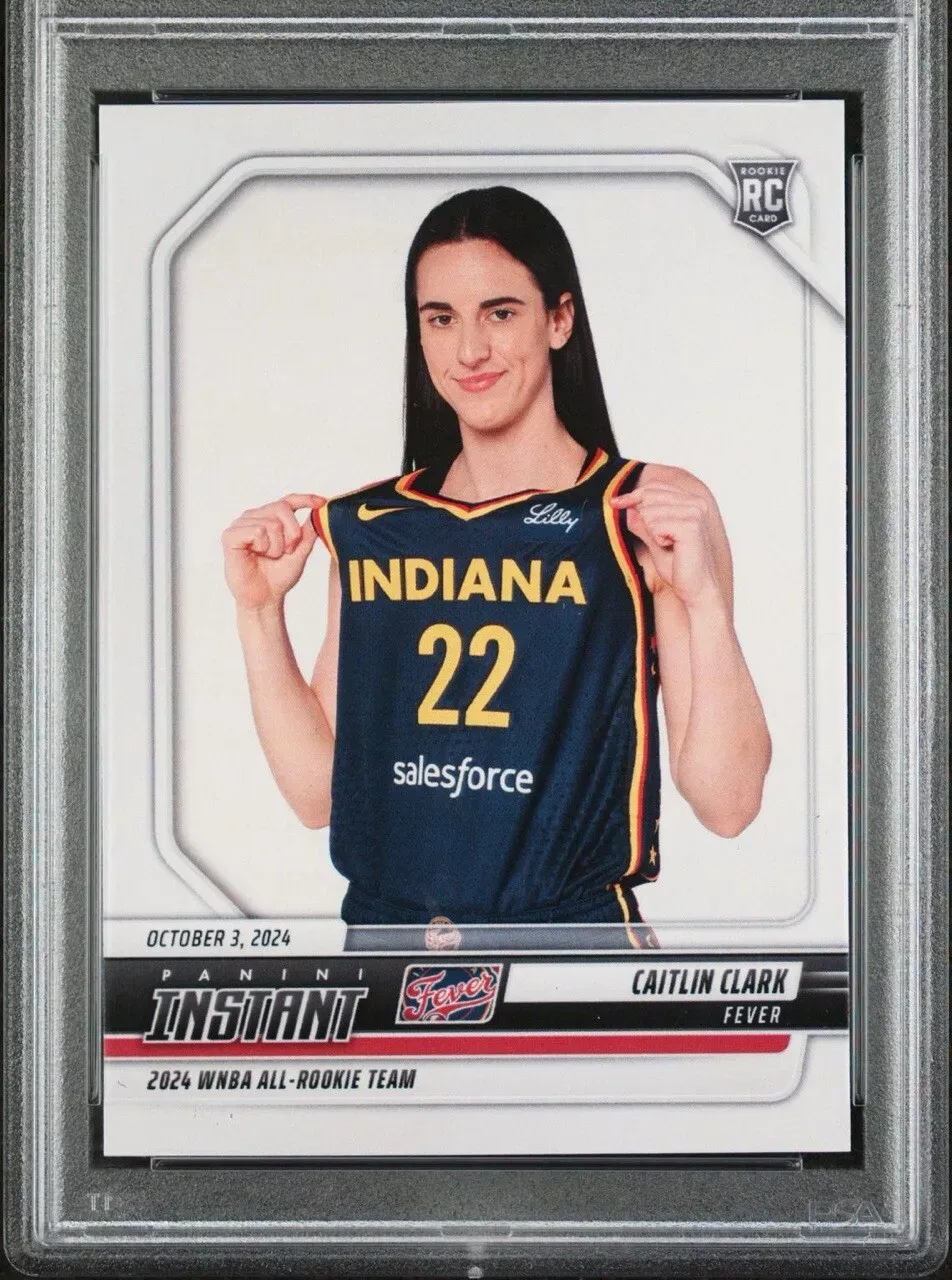 ROOKIE
RC
CARD
Lilly
INDIANA
22
salesforce
Fever
OCTOBER 3, 2024
PANINI
INSTANT
Fever
CAITLIN CLARK
FEVER
2024 WNBA ALL-ROOKIE TEAM
PSA